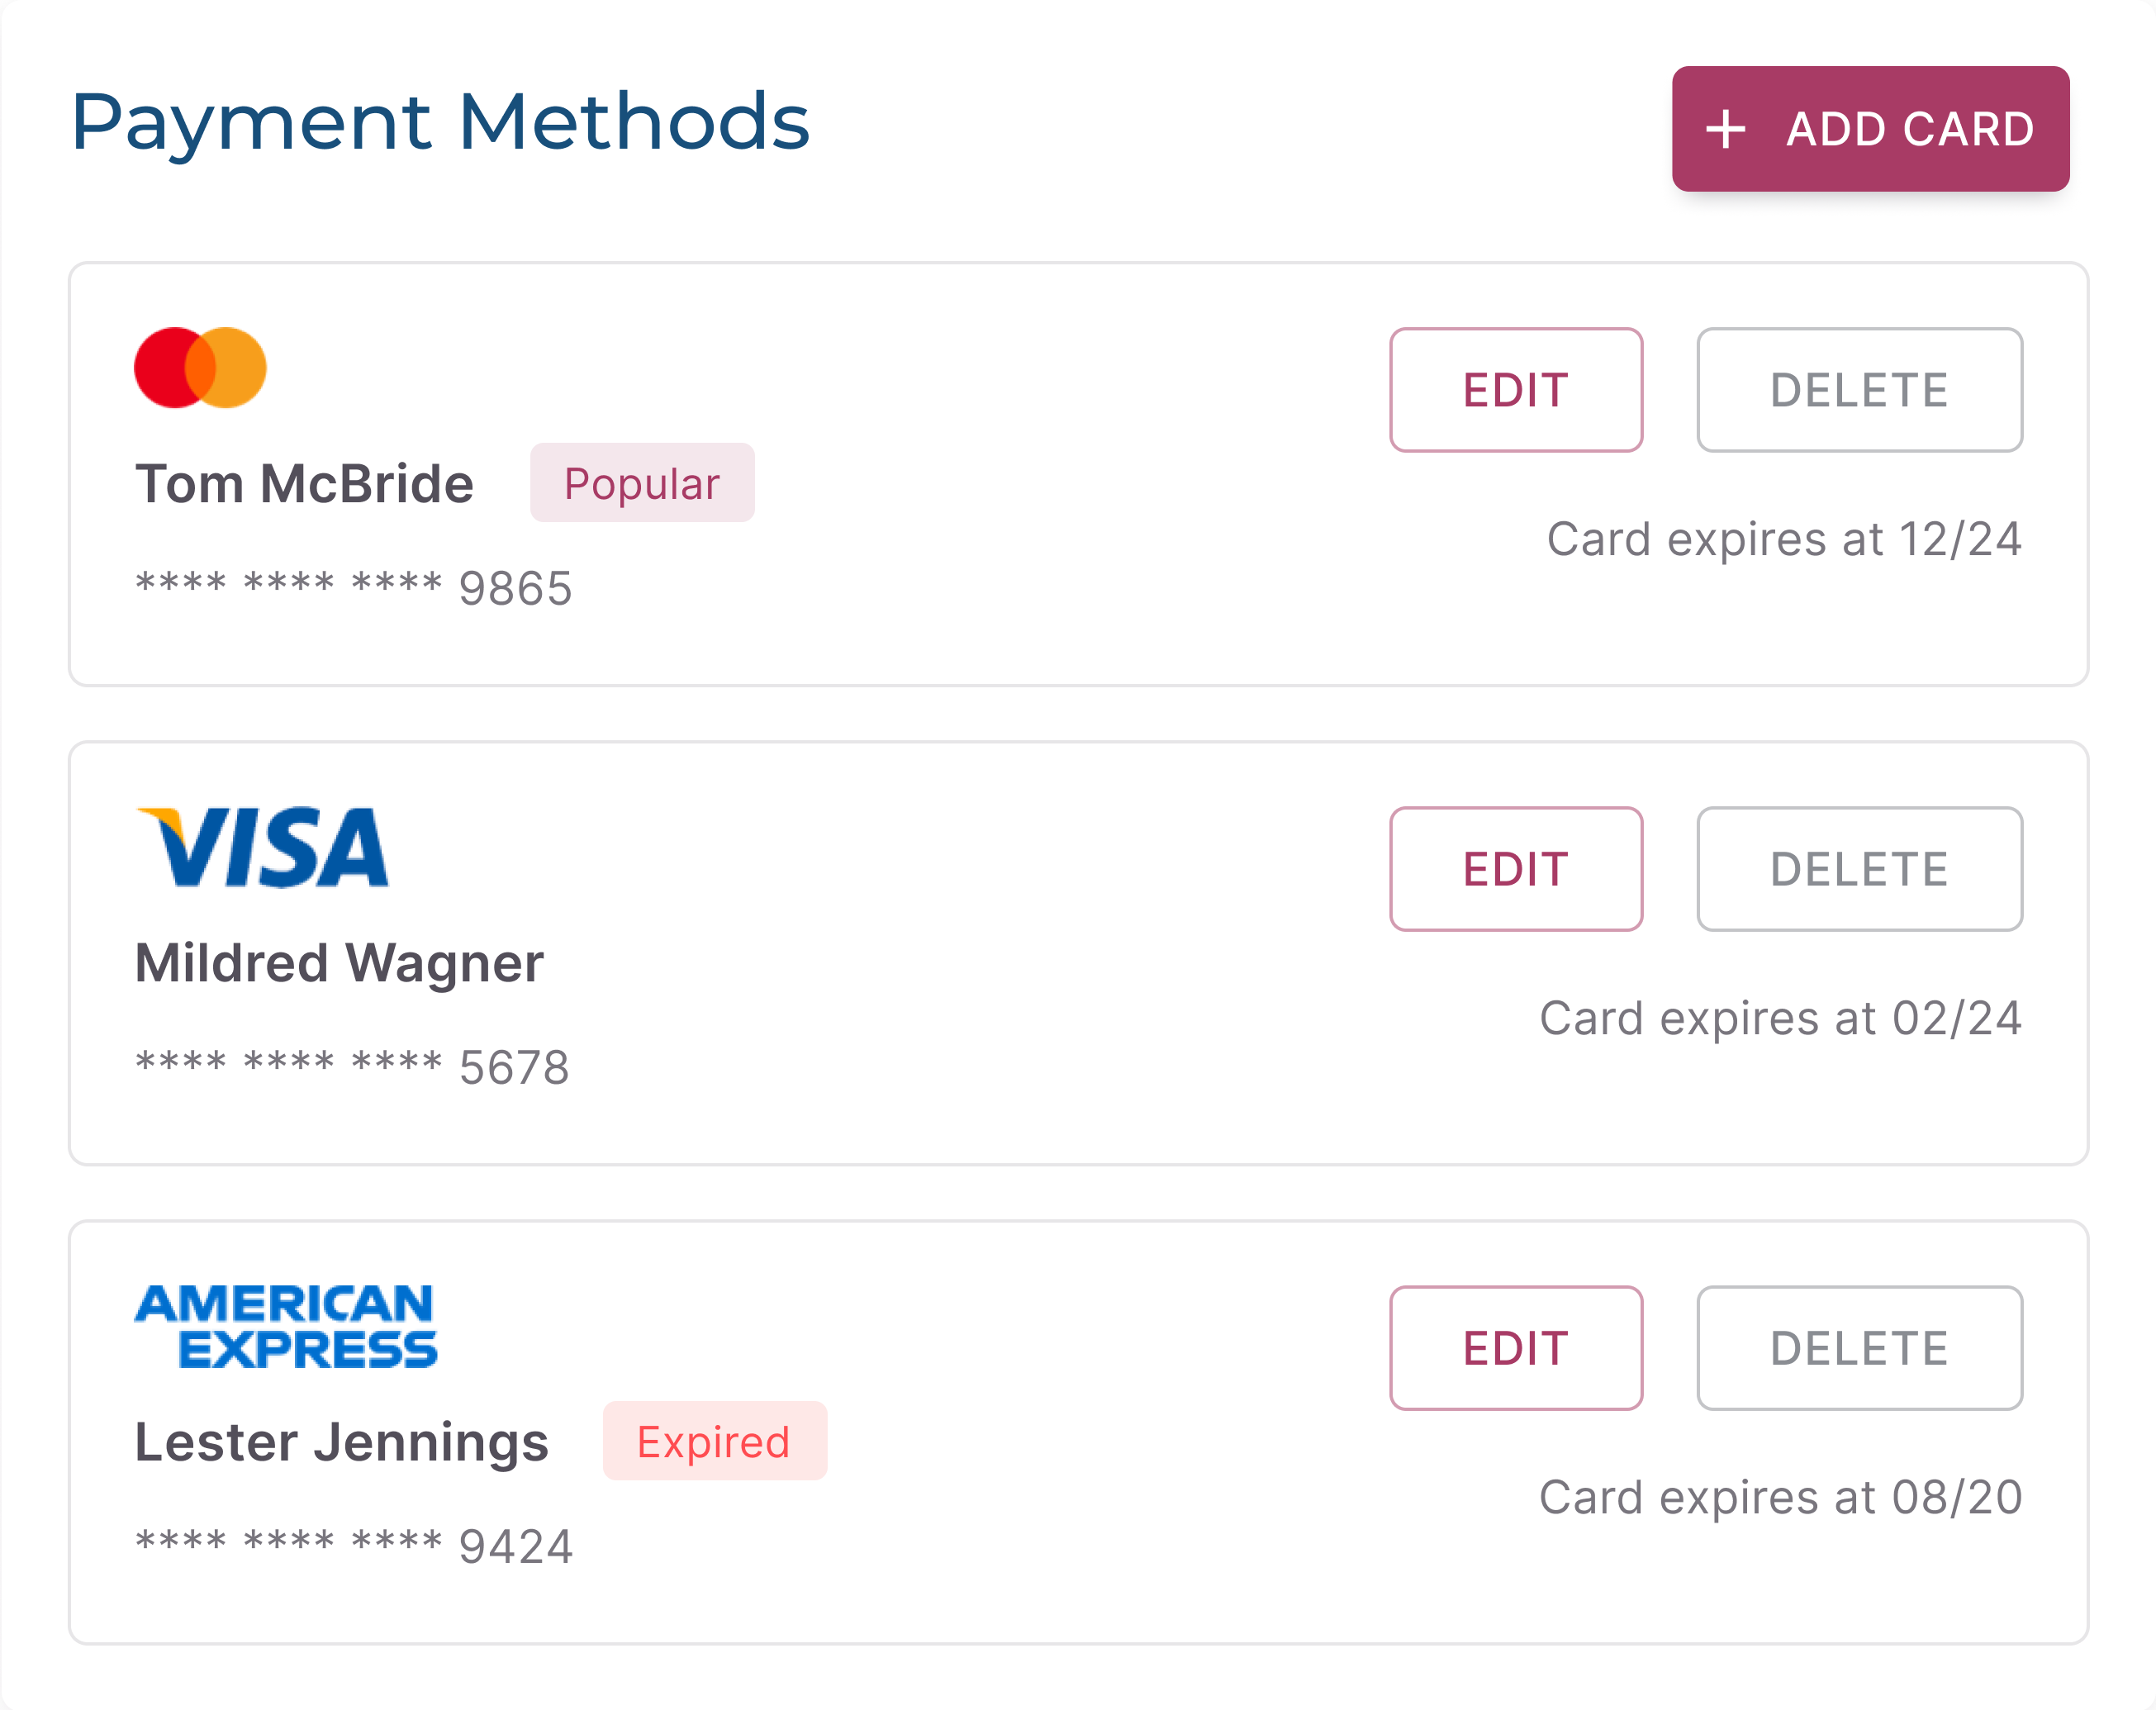 Payment Methods
+ ADD CARD
EDIT
DELETE
Tom McBride
Popular
Card expires at 12/24
**** **** **** 9865
VISA
EDIT
DELETE
Mildred Wagner
Card expires at 02/24
**** **** **** 5678
AMERICAN
EXPRESS
EDIT
DELETE
Lester Jennings
Expired
Card expires at 08/20
**** **** **** 9424